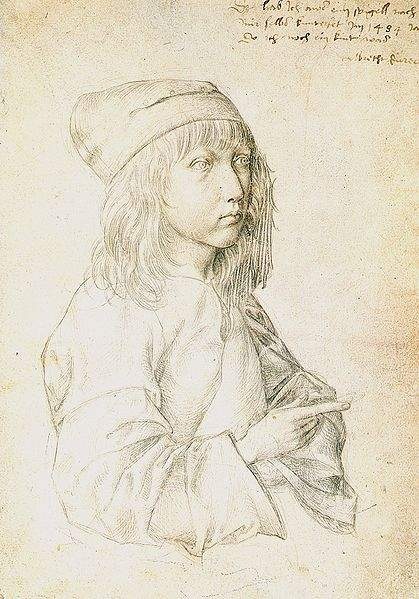 Dz hab Ich aws eim spigell nach
mir selbs kunterfet Im 1484 Ja
Do ich noch ein kint was
Albrecht Dürer